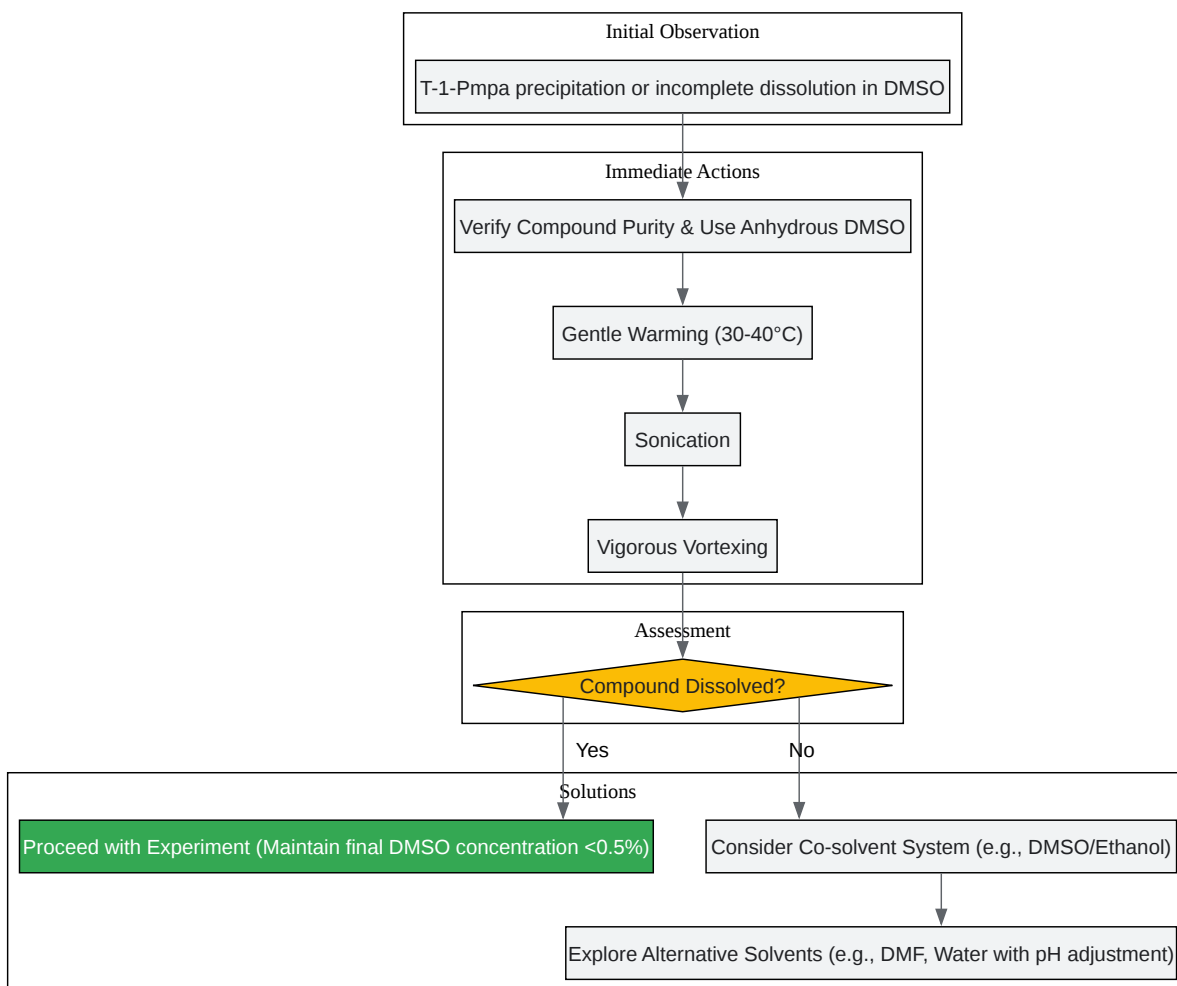 Initial Observation
T-1-Pmpa precipitation or incomplete dissolution in DMSO
Immediate Actions
Verify Compound Purity & Use Anhydrous DMSO
Gentle Warming (30-40°C)
Sonication
Vigorous Vortexing
Assessment
Compound Dissolved?
Yes
No
Solutions
Proceed with Experiment (Maintain final DMSO concentration <0.5%)
Consider Co-solvent System (e.g., DMSO/Ethanol)
Explore Alternative Solvents (e.g., DMF, Water with pH adjustment)